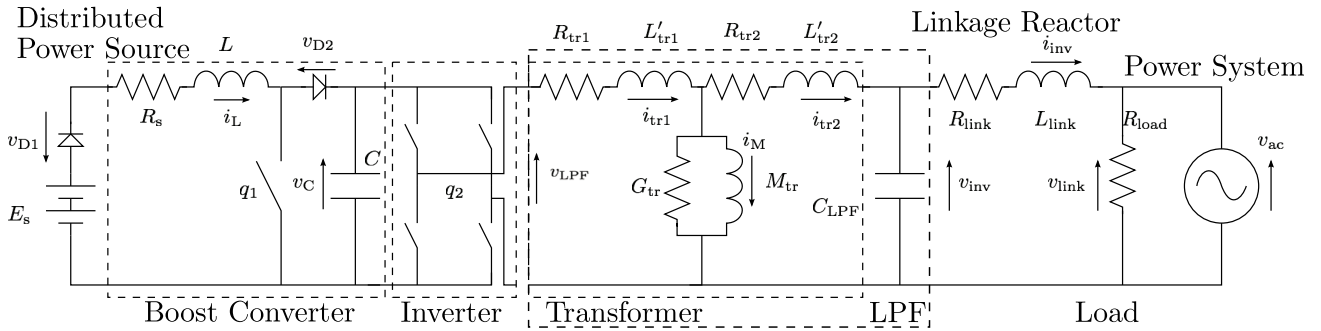 Distributed
Power Source
Linkage Reactor
Power System
L
v_D2
R_tr1
L'_tr1
R_tr2
L'_tr2
i_inv
R_s
i_L
v_D1
i_tr1
i_tr2
R_link
L_link
R_load
v_ac
E_s
q_1
v_C
C
q_2
v_LPF
G_tr
i_M
M_tr
C_LPF
v_inv
v_link
Boost Converter
Inverter
Transformer
LPF
Load